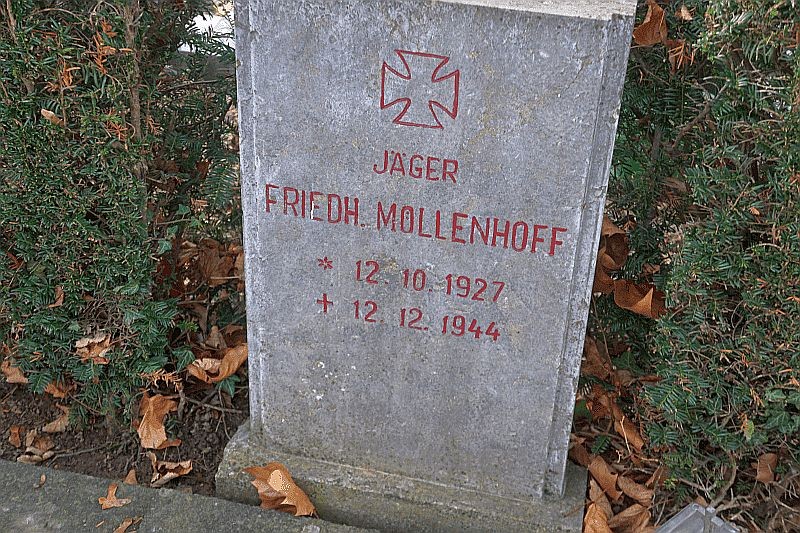 JÄGER
FRIEDH. MOLLENHOFF
* 12. 10. 1927
+ 12. 12. 1944